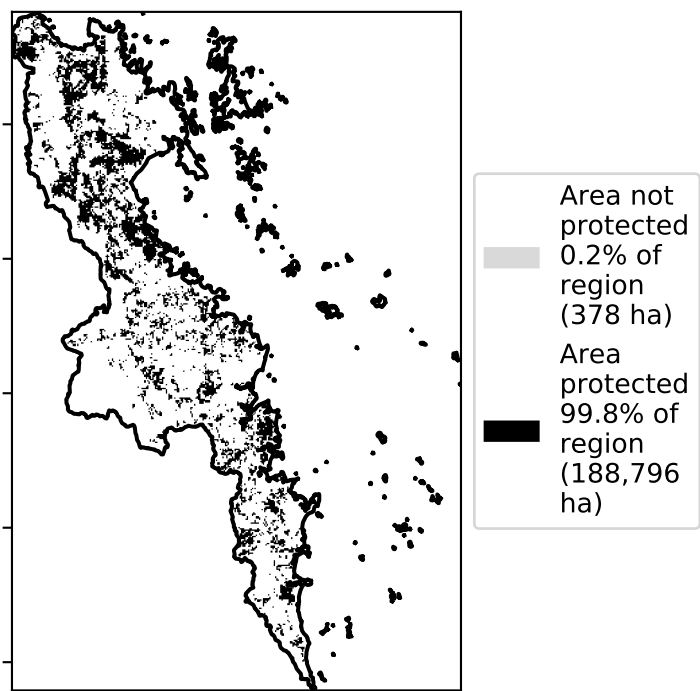 Area not
protected
0.2% of
region
(378 ha)
Area
protected
99.8% of
region
(188,796
ha)